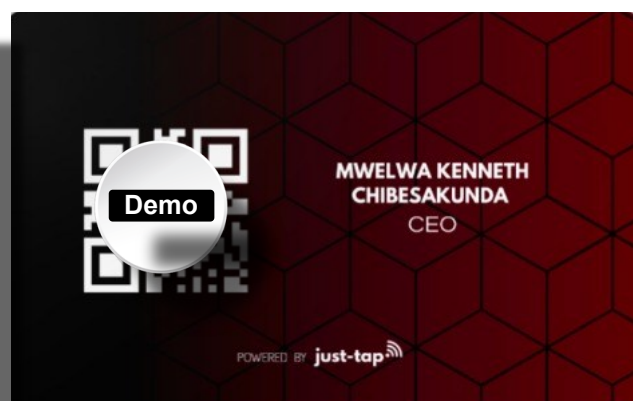 Demo
MWELWA KENNETH
CHIBESAKUNDA
CEO
POWERED BY just-tap